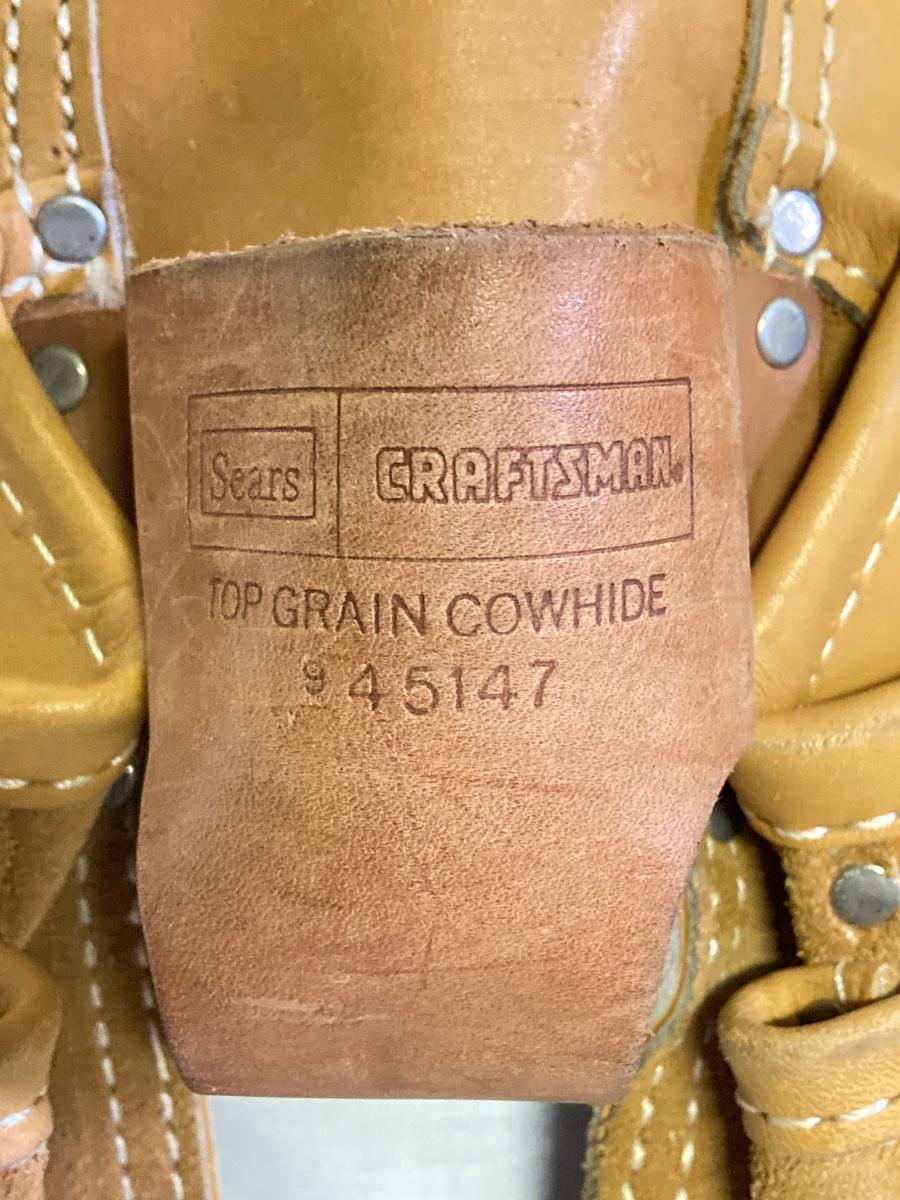 Sears CRAFTSMAN®
TOP GRAIN COWHIDE
9 45147